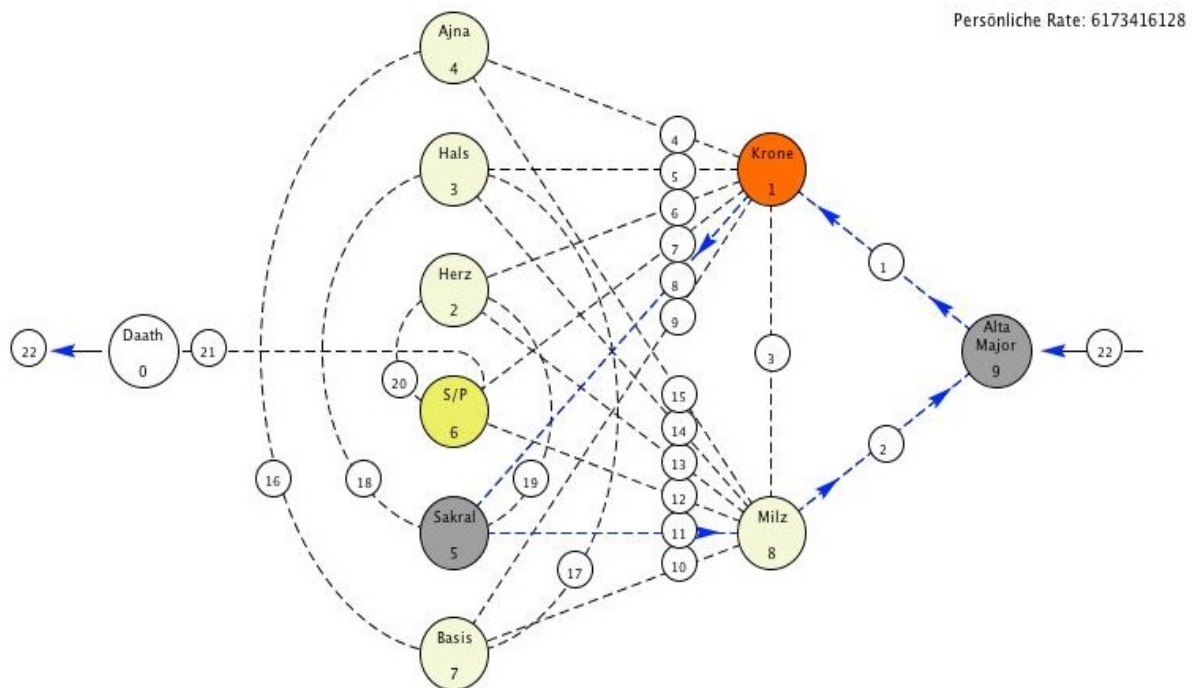 Persönliche Rate: 6173416128
Ajna
4
4
Hals
3
5
Krone
1
6
7
Herz
2
8
1
9
22
Daath
0
21
3
Alta
Major
9
22
20
S/P
6
15
14
2
13
16
18
19
12
Sakral
5
11
Milz
8
10
17
Basis
7